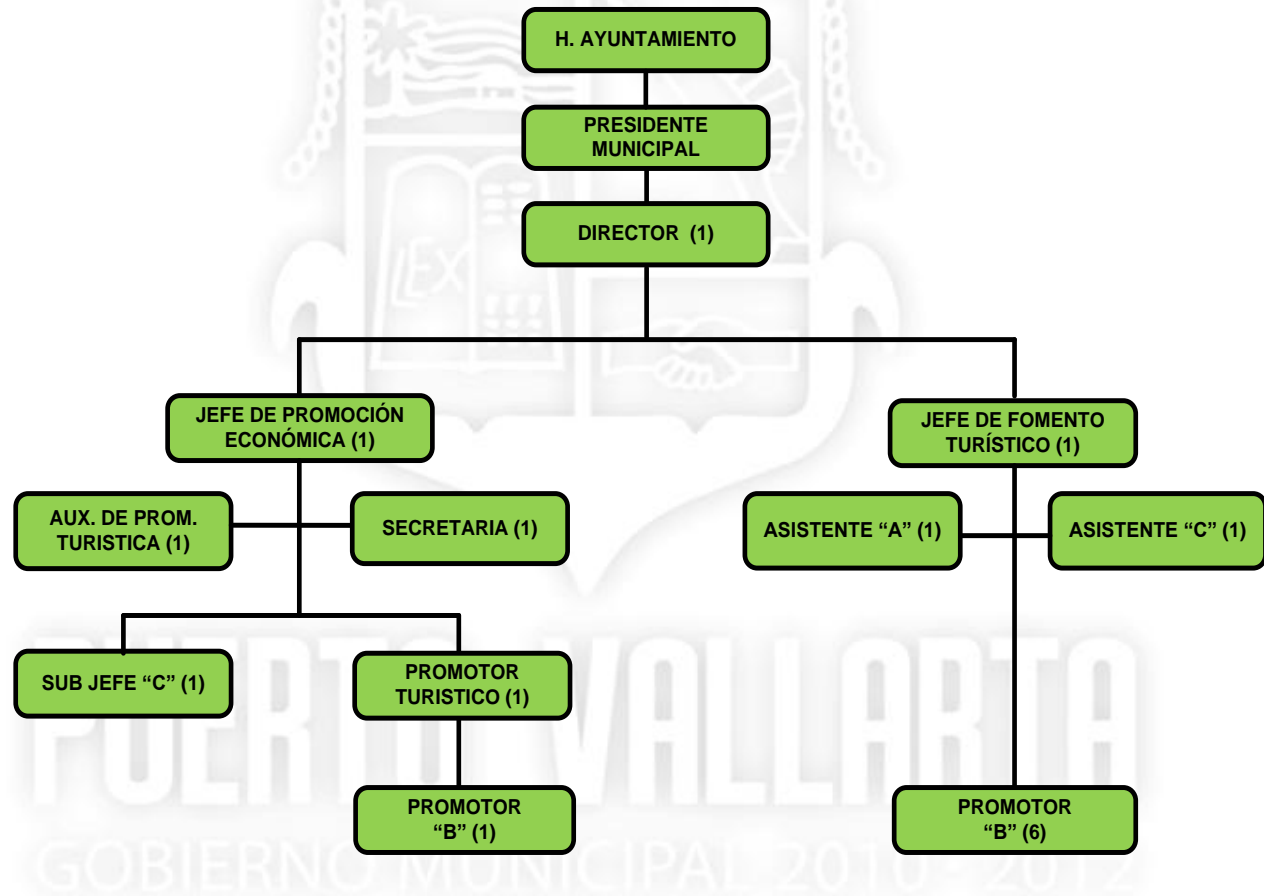 H. AYUNTAMIENTO
PRESIDENTE
MUNICIPAL
DIRECTOR (1)
JEFE DE PROMOCIÓN
ECONÓMICA (1)
JEFE DE FOMENTO
TURÍSTICO (1)
AUX. DE PROM.
TURISTICA (1)
SECRETARIA (1)
ASISTENTE “A” (1)
ASISTENTE “C” (1)
SUB JEFE “C” (1)
PROMOTOR
TURISTICO (1)
PROMOTOR
“B” (1)
PROMOTOR
“B” (6)
LEX
PUERTO VALLARTA
GOBIERNO MUNICIPAL 2010 - 2012